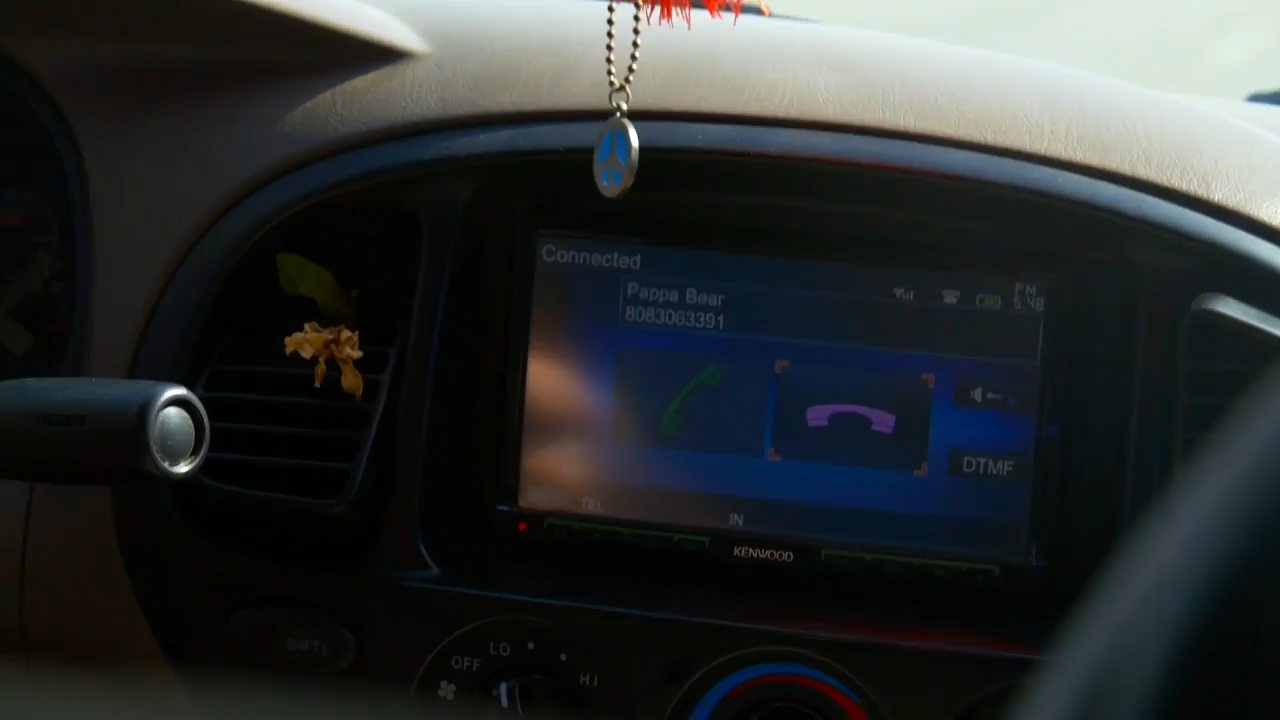 Connected
Pappa Bear
8083063391
PM
5:48
DTMF
TEL
IN
KENWOOD
LO
OFF
HI